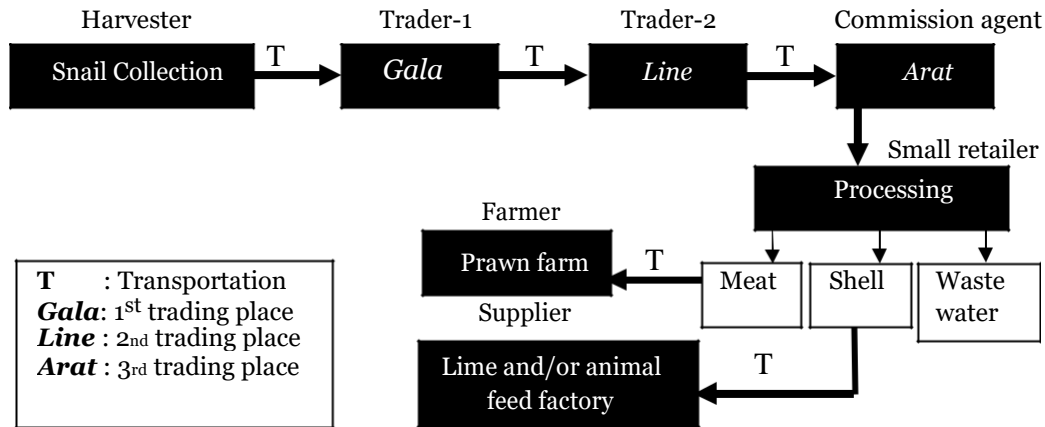 Harvester
Trader-1
Trader-2
Commission agent
Snail Collection
T
Gala
T
Line
T
Arat
Small retailer
Processing
Farmer
Prawn farm
T
Meat
Shell
Waste
water
Supplier
Lime and/or animal
feed factory
T
T : Transportation
Gala: 1st trading place
Line : 2nd trading place
Arat : 3rd trading place